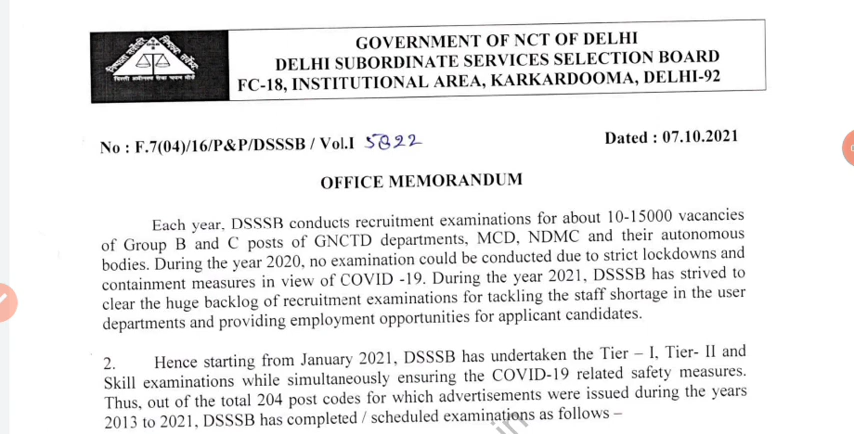 GOVERNMENT OF NCT OF DELHI
DELHI SUBORDINATE SERVICES SELECTION BOARD
FC-18, INSTITUTIONAL AREA, KARKARDOOMA, DELHI-92
No : F.7(04)/16/P&P/DSSSB / Vol.I 5822
Dated : 07.10.2021
OFFICE MEMORANDUM
Each year, DSSSB conducts recruitment examinations for about 10-15000 vacancies
of Group B and C posts of GNCTD departments, MCD, NDMC and their autonomous
bodies. During the year 2020, no examination could be conducted due to strict lockdowns and
containment measures in view of COVID -19. During the year 2021, DSSSB has strived to
clear the huge backlog of recruitment examinations for tackling the staff shortage in the user
departments and providing employment opportunities for applicant candidates.
2. Hence starting from January 2021, DSSSB has undertaken the Tier – I, Tier- II and
Skill examinations while simultaneously ensuring the COVID-19 related safety measures.
Thus, out of the total 204 post codes for which advertisements were issued during the years
2013 to 2021, DSSSB has completed / scheduled examinations as follows –